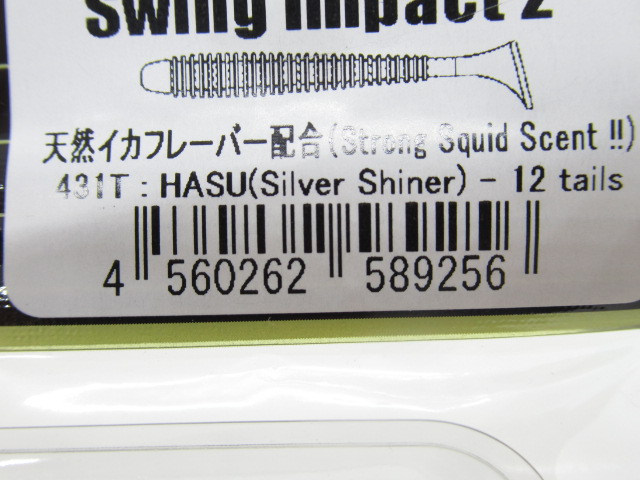 Swing Impact 2
天然イカフレーバー配合(Strong Squid Scent !!)
431T : HASU(Silver Shiner) - 12 tails
4 560262 589256